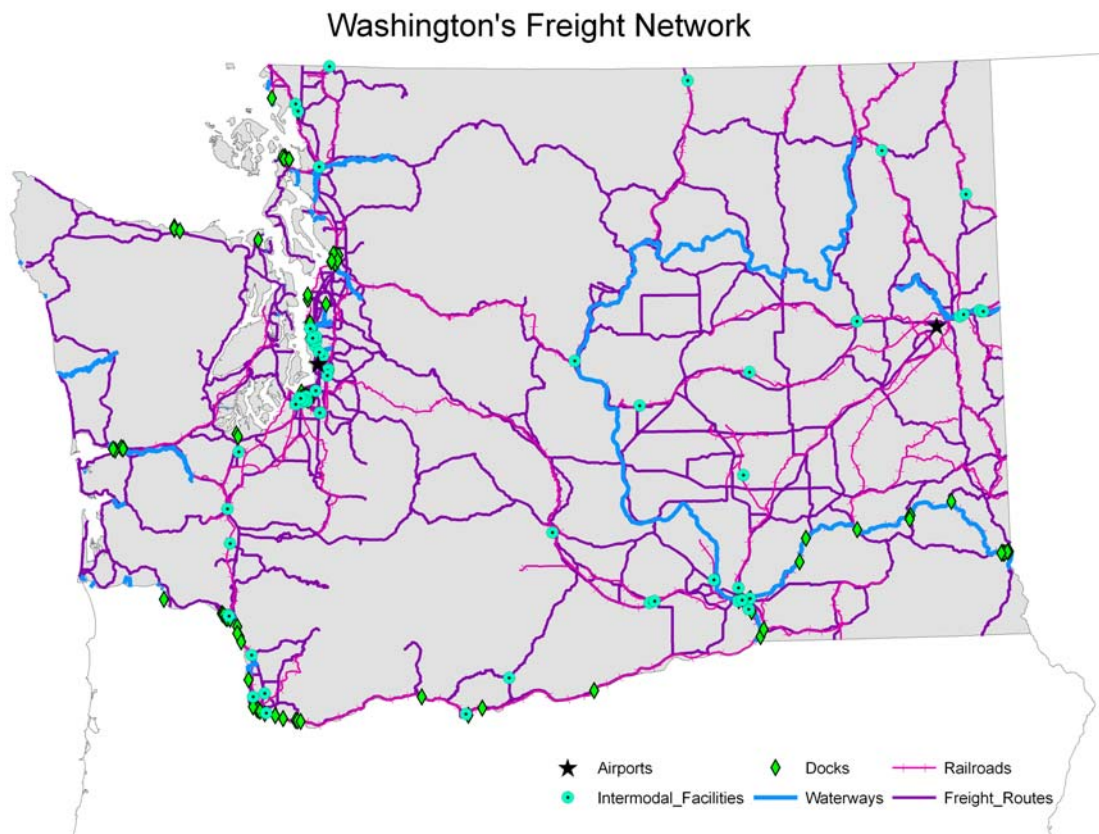 Washington's Freight Network
Airports Docks Railroads
Intermodal_Facilities Waterways Freight_Routes